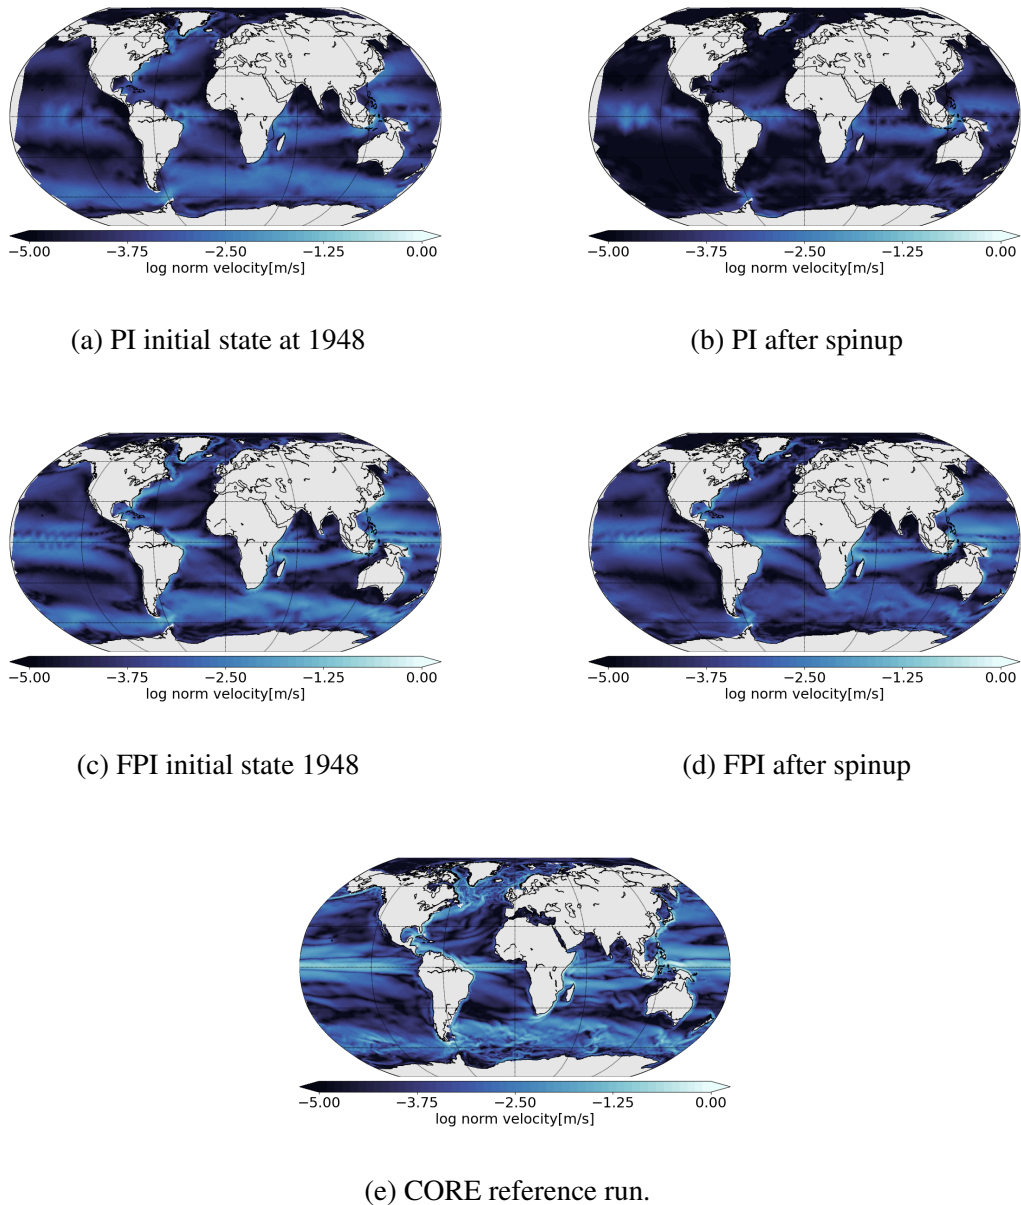 −5.00 −3.75 −2.50 −1.25 0.00
log norm velocity[m/s]
(a) PI initial state at 1948
−5.00 −3.75 −2.50 −1.25 0.00
log norm velocity[m/s]
(b) PI after spinup
−5.00 −3.75 −2.50 −1.25 0.00
log norm velocity[m/s]
(c) FPI initial state 1948
−5.00 −3.75 −2.50 −1.25 0.00
log norm velocity[m/s]
(d) FPI after spinup
−5.00 −3.75 −2.50 −1.25 0.00
log norm velocity[m/s]
(e) CORE reference run.